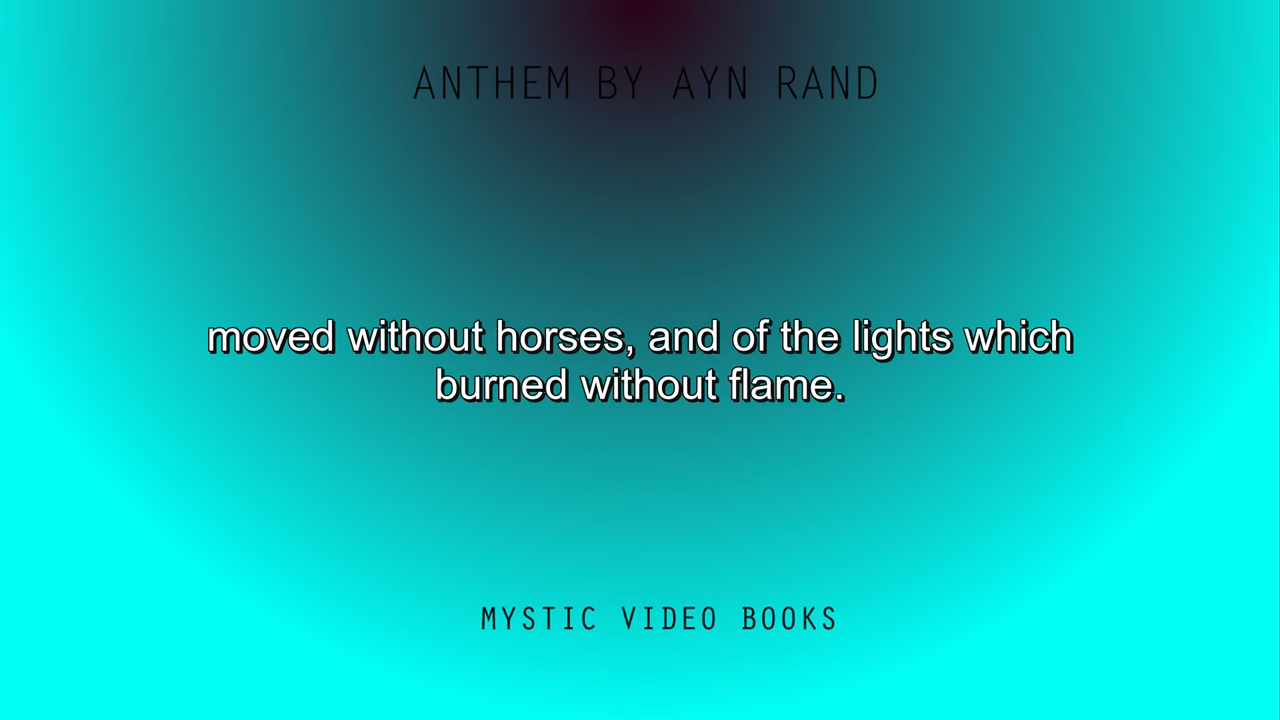 ANTHEM BY AYN RAND
moved without horses, and of the lights which
burned without flame.
MYSTIC VIDEO BOOKS